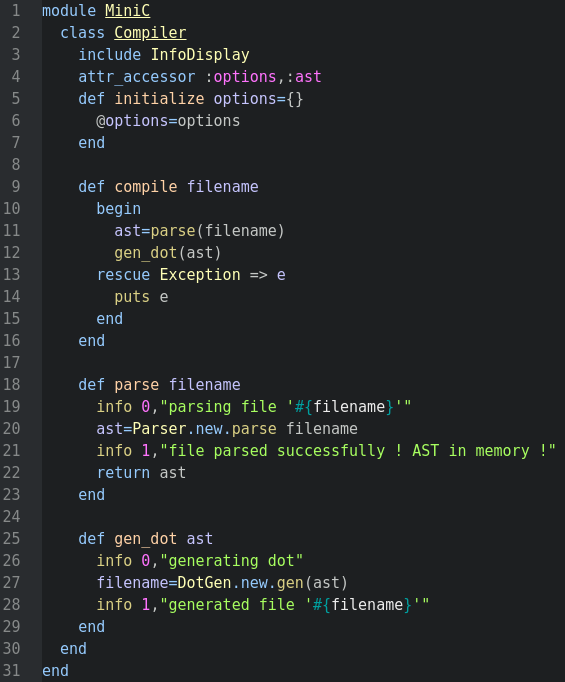 1 module MiniC
2   class Compiler
3     include InfoDisplay
4     attr_accessor :options,:ast
5     def initialize options={}
6       @options=options
7     end
8
9     def compile filename
10       begin
11         ast=parse(filename)
12         gen_dot(ast)
13       rescue Exception => e
14         puts e
15       end
16     end
17
18     def parse filename
19       info 0,"parsing file '#{filename}'"
20       ast=Parser.new.parse filename
21       info 1,"file parsed successfully ! AST in memory !"
22       return ast
23     end
24
25     def gen_dot ast
26       info 0,"generating dot"
27       filename=DotGen.new.gen(ast)
28       info 1,"generated file '#{filename}'"
29     end
30   end
31 end